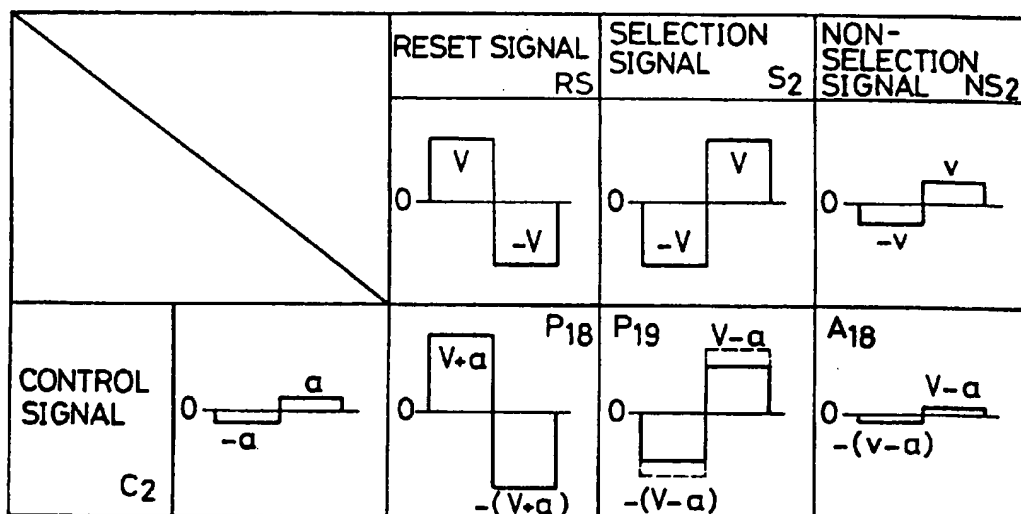 RESET SIGNAL
RS
SELECTION
SIGNAL
S2
NON-
SELECTION
SIGNAL NS2
0
V
-V
0
-V
V
0
-v
v
CONTROL
SIGNAL
C2
0
-a
a
P18
0
V+a
-(V+a)
P19
0
V-a
-(V-a)
A18
0
V-a
-(v-a)